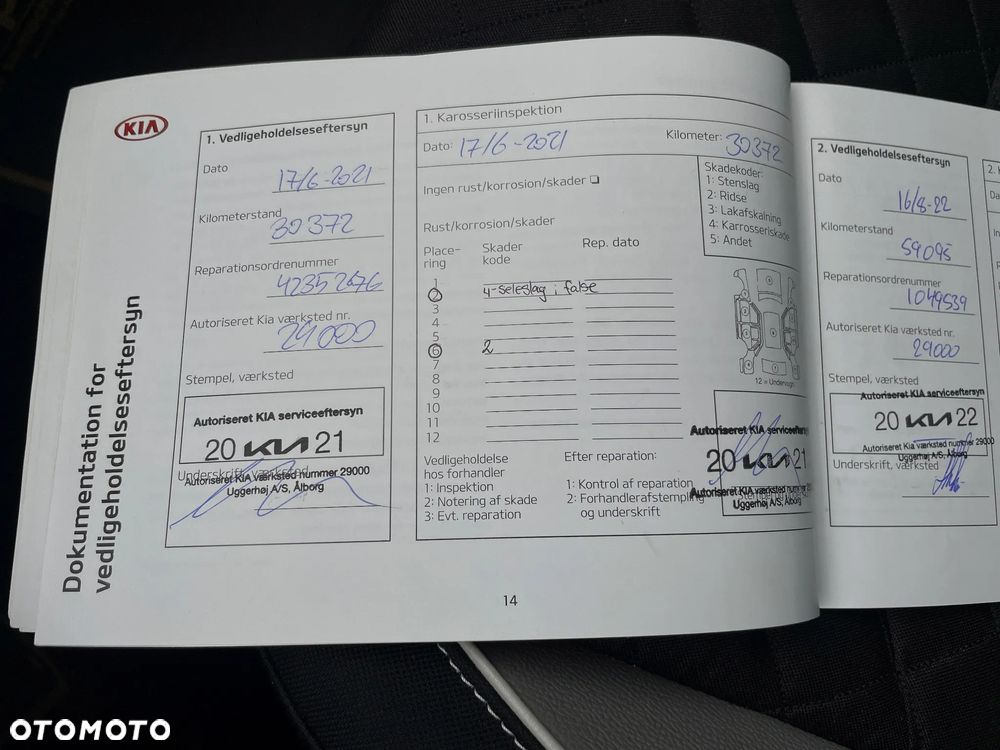 KIA
Dokumentation for
vedligeholdelseseftersyn
1. Vedligeholdelseseftersyn
Dato
17/6-2021
Kilometerstand
30372
Reparationsordrenummer
42352676
Autoriseret Kia værksted nr.
29000
Stempel, værksted
Autoriseret KIA serviceeftersyn
20 KIA 21
Underskrift, værksted
Autoriseret KIA værksted nummer 29000
Uggerhøj A/S, Ålborg
1. Karosseriinspektion
Dato: 17/6-2021
Kilometer: 30372
Ingen rust/korrosion/skader
Skadekoder:
1: Stenslag
2: Ridse
3: Lakafskalning
4: Karrosseriskade
5: Andet
Rust/korrosion/skader
Place-
ring
Skader
kode
Rep. dato
1
2 4-seleslag i false
3
4
5
6 2
7
8
9
10
11
12
12 = Undervogn
Vedligeholdelse
hos forhandler
1: Inspektion
2: Notering af skade
3: Evt. reparation
Efter reparation:
1: Kontrol af reparation
2: Forhandlerafstempling
og underskrift
Autoriseret KIA serviceeftersyn
20 KIA 21
Autoriseret KIA værksted nummer
Uggerhøj A/S, Ålborg
14
2. Vedligeholdelseseftersyn
Dato
16/8-22
Kilometerstand
59095
Reparationsordrenummer
1049539
Autoriseret Kia værksted nr.
29000
Stempel, værksted
Autoriseret KIA serviceeftersyn
20 KIA 22
Autoriseret KIA værksted nummer 29000
Uggerhøj A/S, Ålborg
Underskrift, værksted
2.
OTOMOTO